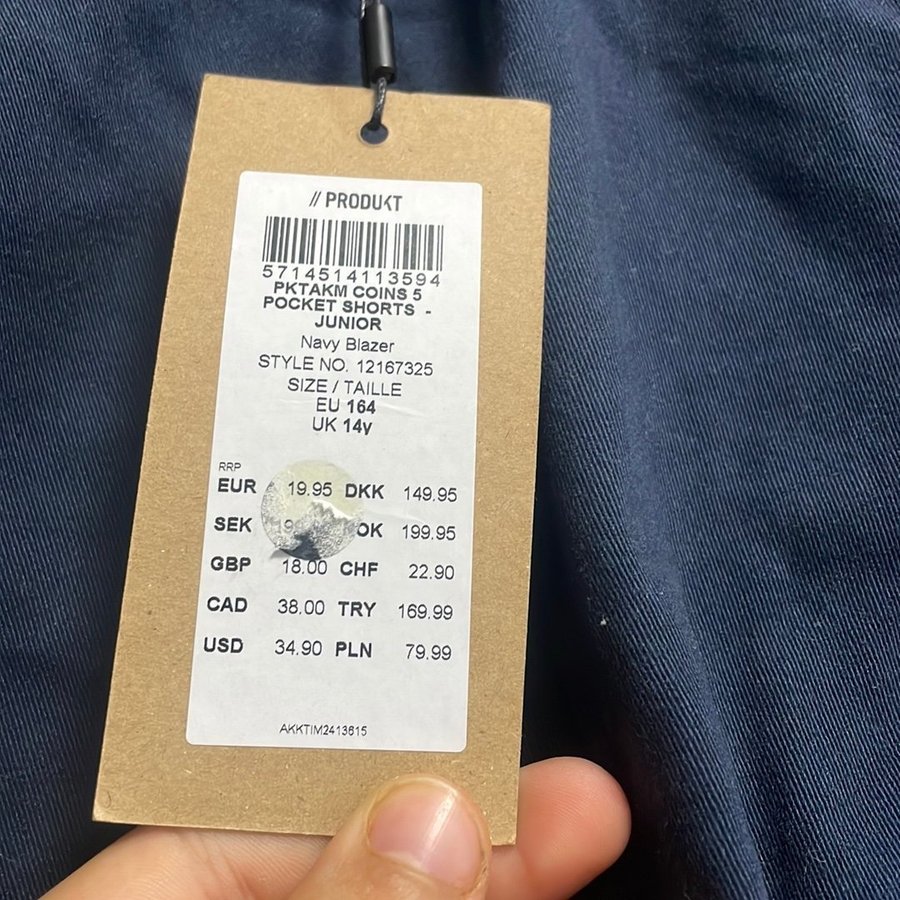 // PRODUKT
5714514113594
PKTAKM COINS 5
POCKET SHORTS -
JUNIOR
Navy Blazer
STYLE NO. 12167325
SIZE / TAILLE
EU 164
UK 14y
RRP
EUR 19.95 DKK 149.95
SEK 199.95
GBP 18.00 CHF 22.90
CAD 38.00 TRY 169.99
USD 34.90 PLN 79.99
AKKTIM2413615